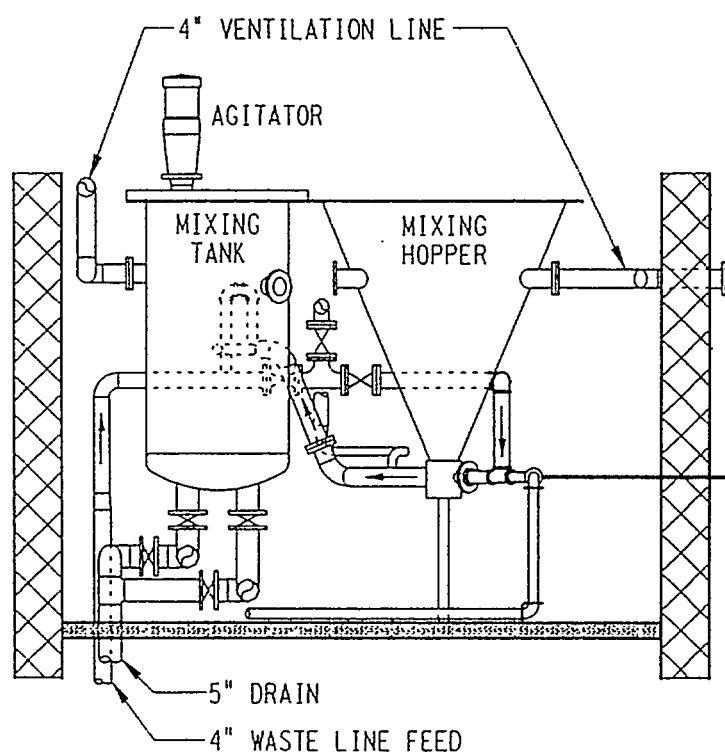 4" VENTILATION LINE
AGITATOR
MIXING
TANK
MIXING
HOPPER
5" DRAIN
4" WASTE LINE FEED